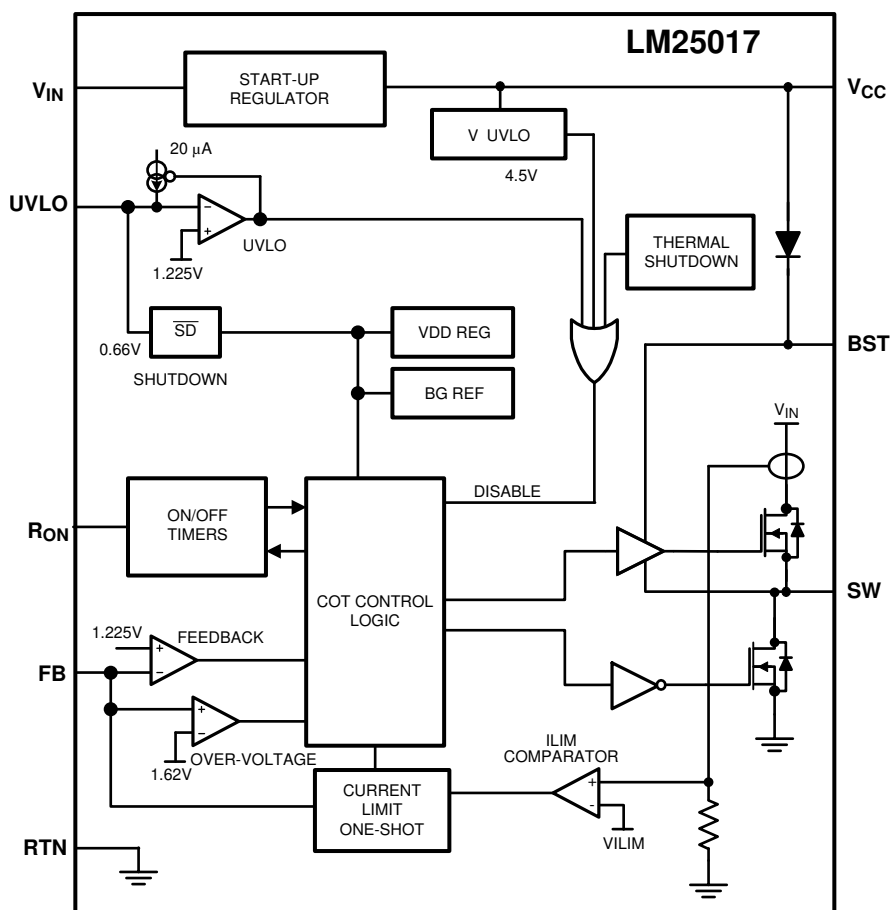 LM25017
VIN
START-UP
REGULATOR
VCC
V UVLO
4.5V
20 μA
UVLO
UVLO
1.225V
THERMAL
SHUTDOWN
0.66V
SD
SHUTDOWN
VDD REG
BG REF
BST
VIN
DISABLE
RON
ON/OFF
TIMERS
COT CONTROL
LOGIC
SW
1.225V
FEEDBACK
FB
1.62V
OVER-VOLTAGE
ILIM
COMPARATOR
CURRENT
LIMIT
ONE-SHOT
VILIM
RTN